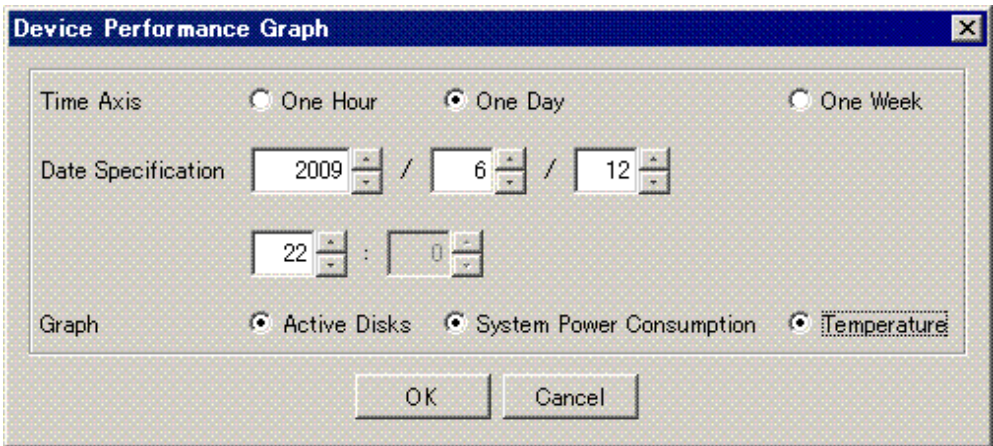 Device Performance Graph
Time Axis One Hour One Day One Week
Date Specification 2009 / 6 / 12
22 : 0
Graph Active Disks System Power Consumption Temperature
OK Cancel